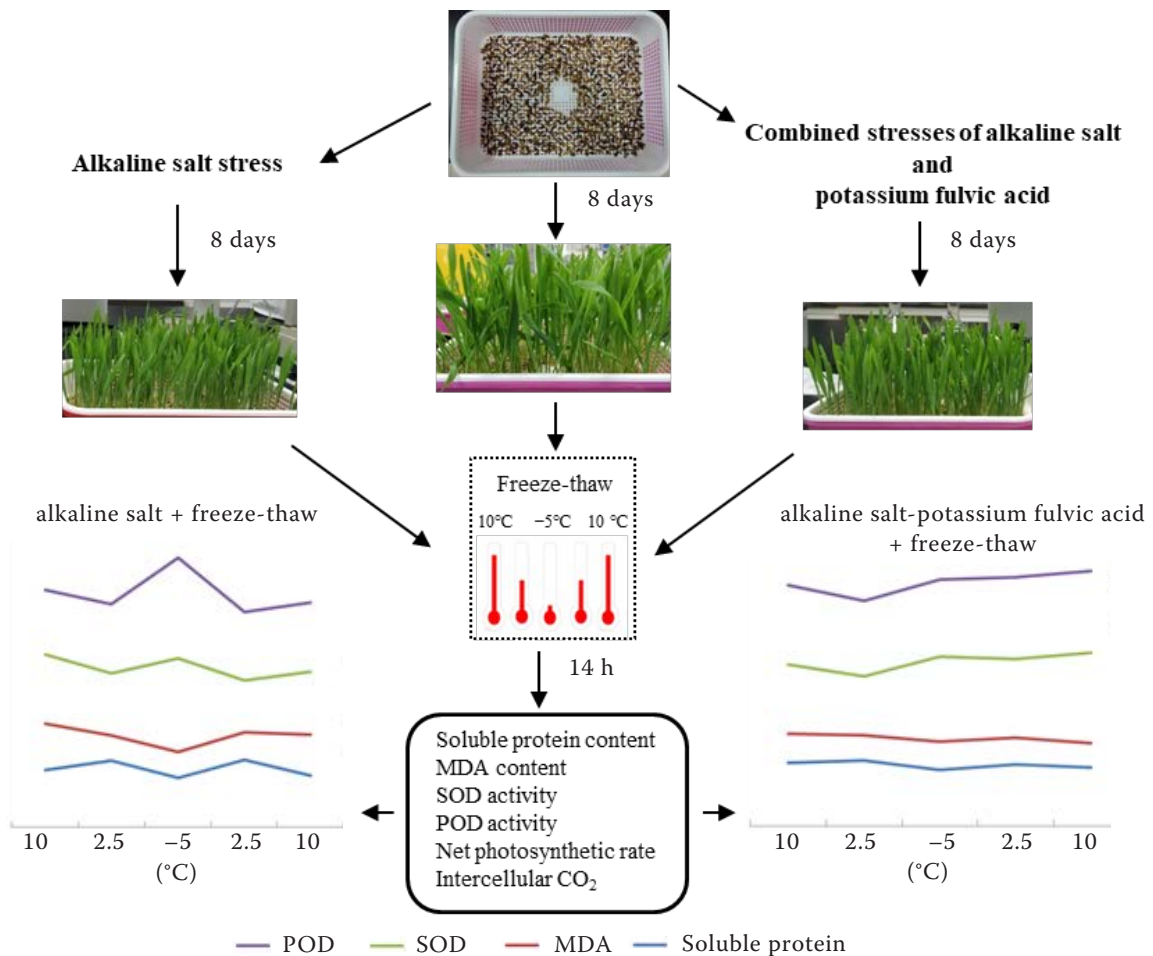 Alkaline salt stress
Combined stresses of alkaline salt
and
potassium fulvic acid
8 days
8 days
8 days
Freeze-thaw
10°C −5°C 10 °C
alkaline salt + freeze-thaw
alkaline salt-potassium fulvic acid
+ freeze-thaw
14 h
Soluble protein content
MDA content
SOD activity
POD activity
Net photosynthetic rate
Intercellular CO₂
10 2.5 −5 2.5 10
(°C)
10 2.5 −5 2.5 10
(°C)
POD SOD MDA Soluble protein